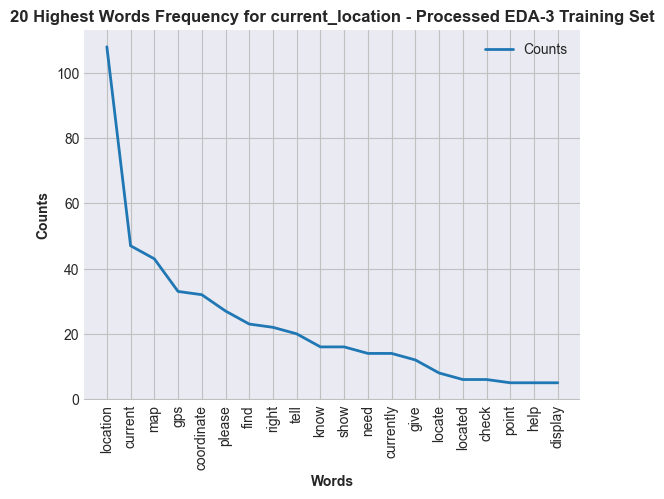 20 Highest Words Frequency for current_location - Processed EDA-3 Training Set
Counts
100
80
60
40
20
0
Counts
location
current
map
gps
coordinate
please
find
right
tell
know
show
need
currently
give
locate
located
check
point
help
display
Words